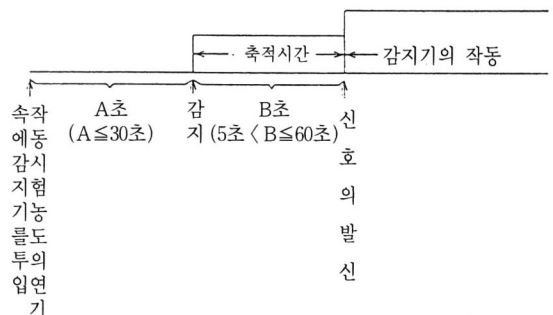 축적시간
감지기의 작동
작동시험농도의연기
속에감지기를투입
A초
(A≦30초)
감지
B초
(5초〈B≦60초)
신호의발신